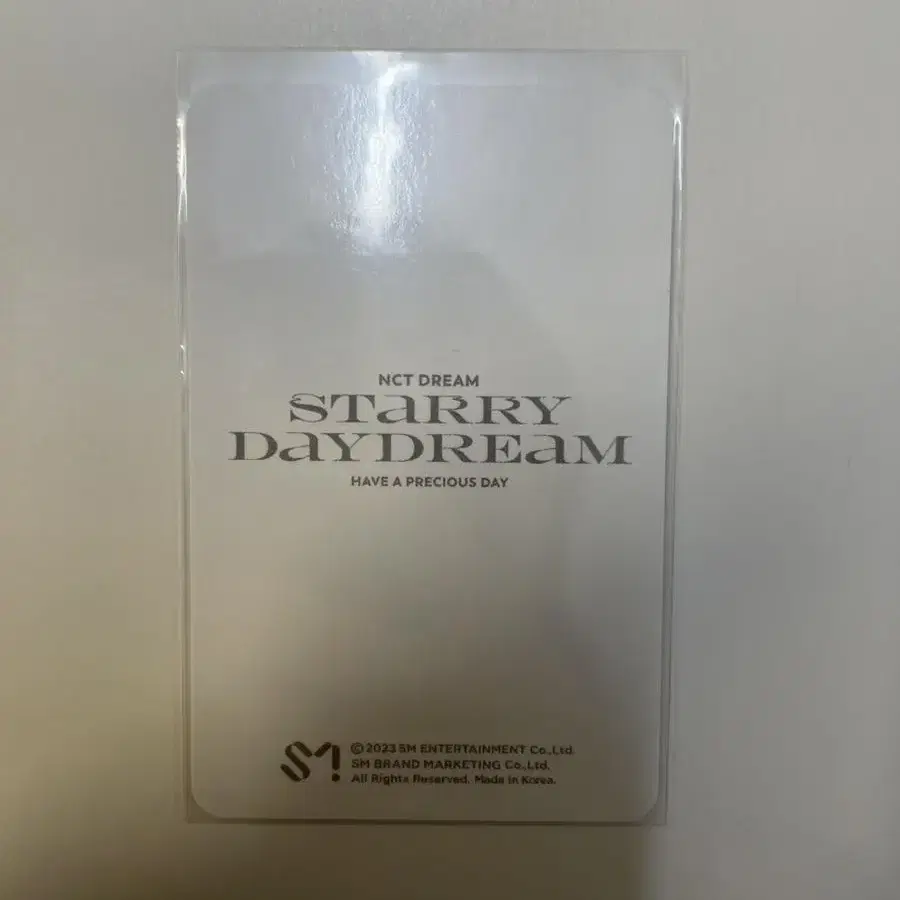 NCT DREAM
STaRRY
DaYDREaM
HAVE A PRECIOUS DAY
SM
©2023 SM ENTERTAINMENT Co.,Ltd.
SM BRAND MARKETING Co.,Ltd.
All Rights Reserved. Made in Korea.